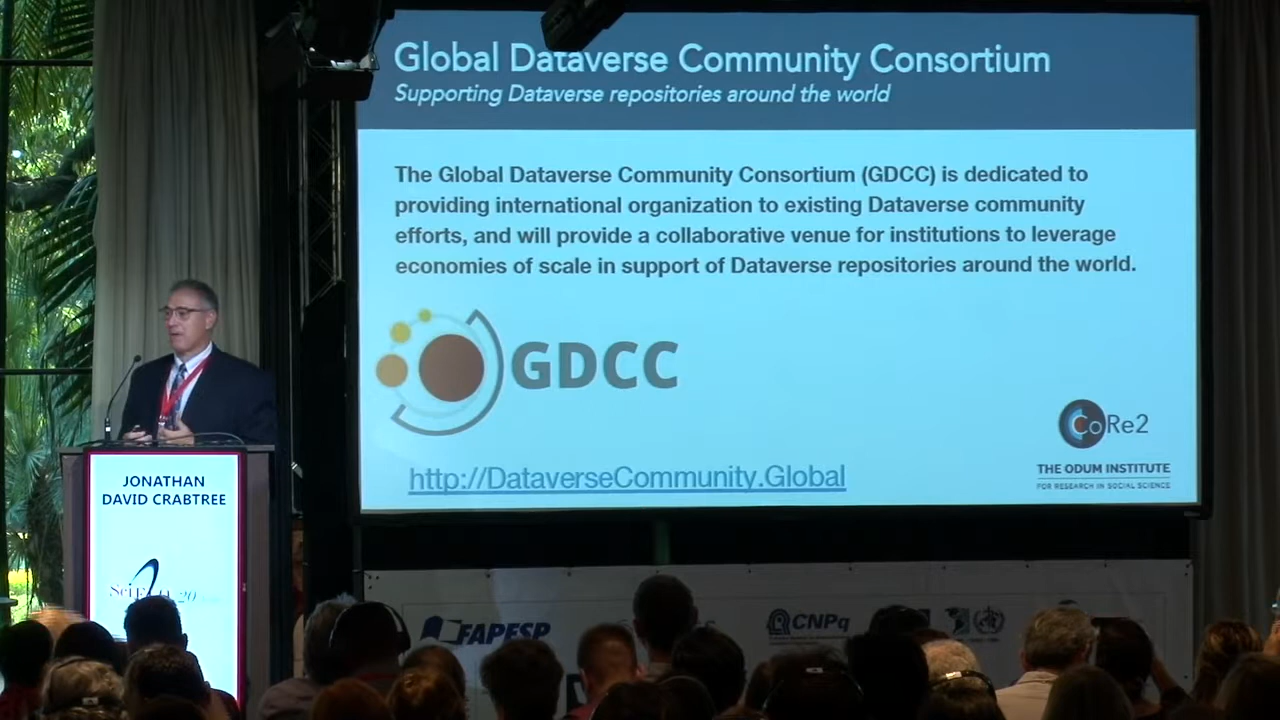 Global Dataverse Community Consortium
Supporting Dataverse repositories around the world
The Global Dataverse Community Consortium (GDCC) is dedicated to
providing international organization to existing Dataverse community
efforts, and will provide a collaborative venue for institutions to leverage
economies of scale in support of Dataverse repositories around the world.
GDCC
http://DataverseCommunity.Global
CoRe2
THE ODUM INSTITUTE
FOR RESEARCH IN SOCIAL SCIENCE
JONATHAN
DAVID CRABTREE
FAPESP
CNPq